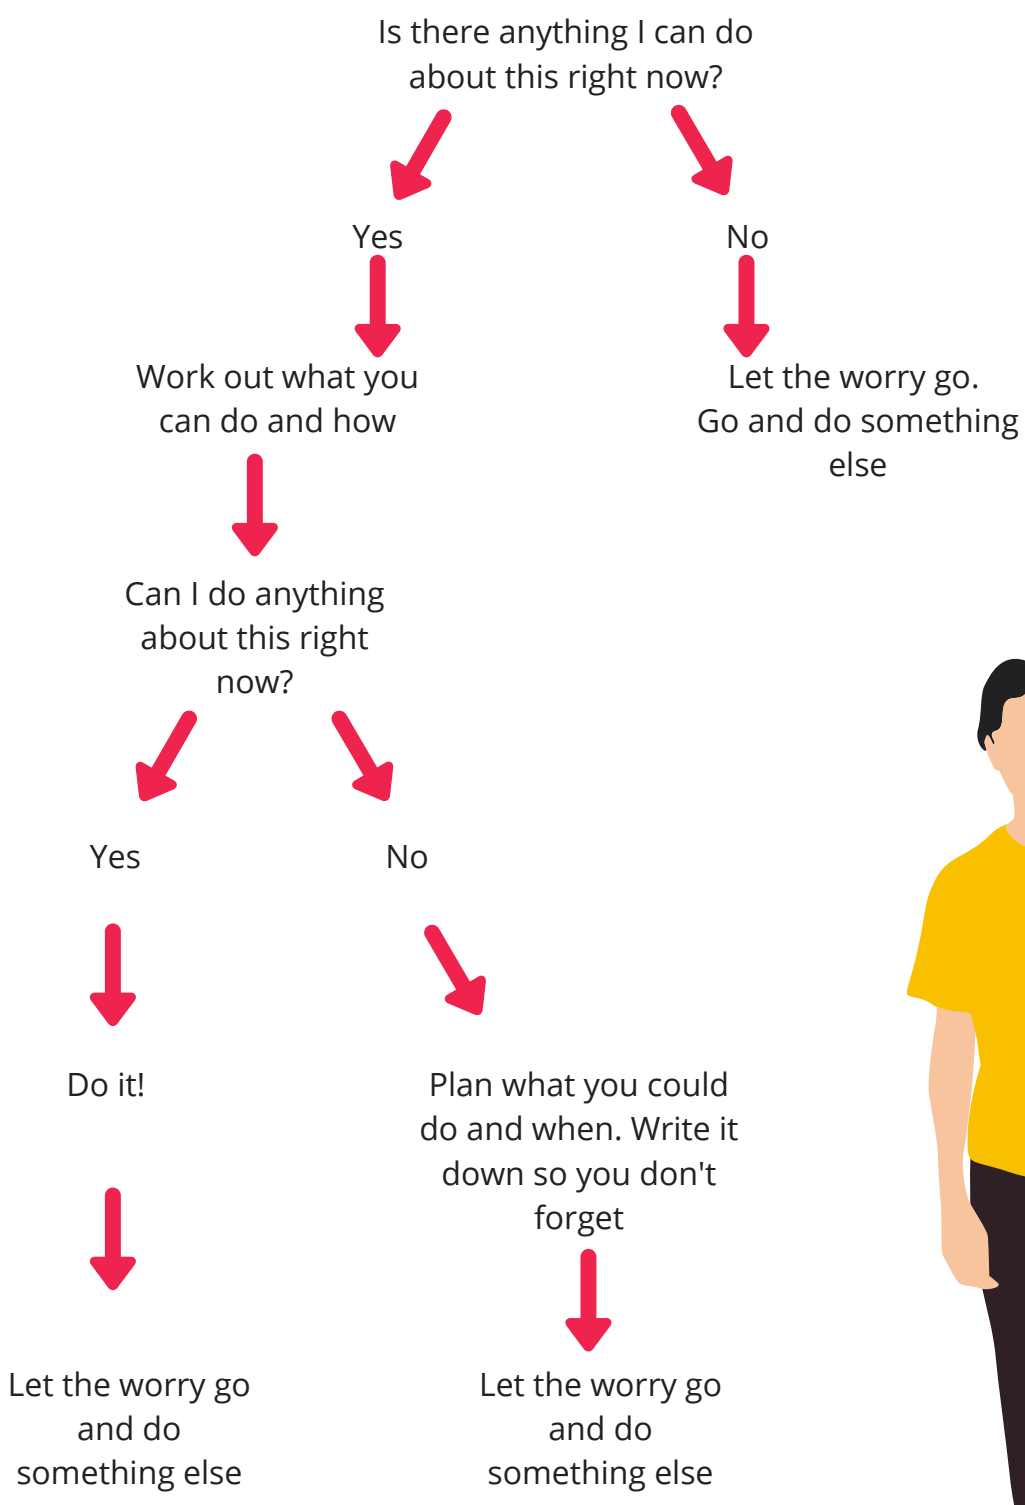 Is there anything I can do
about this right now?
Yes
No
Work out what you
can do and how
Let the worry go.
Go and do something
else
Can I do anything
about this right
now?
Yes
No
Do it!
Plan what you could
do and when. Write it
down so you don't
forget
Let the worry go
and do
something else
Let the worry go
and do
something else